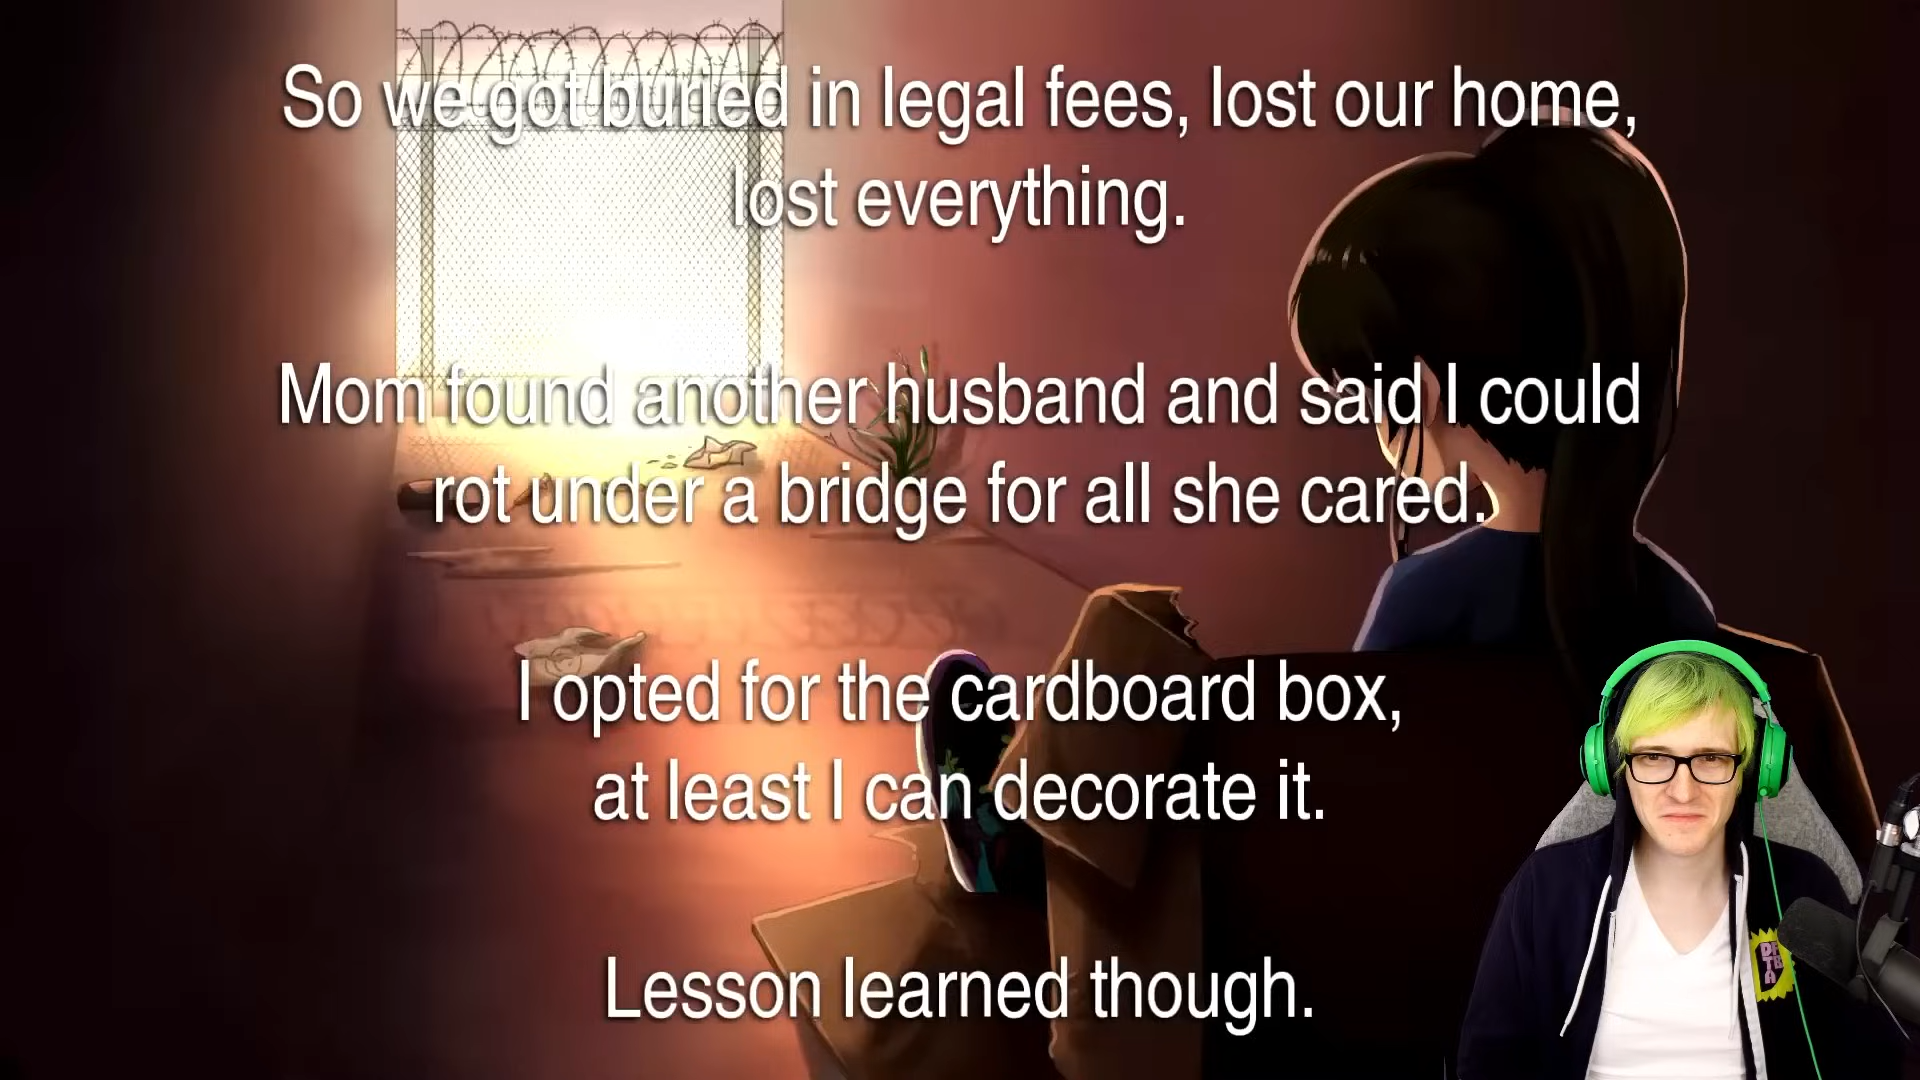 So we got buried in legal fees, lost our home,
lost everything.
Mom found another husband and said I could
rot under a bridge for all she cared.
I opted for the cardboard box,
at least I can decorate it.
Lesson learned though.